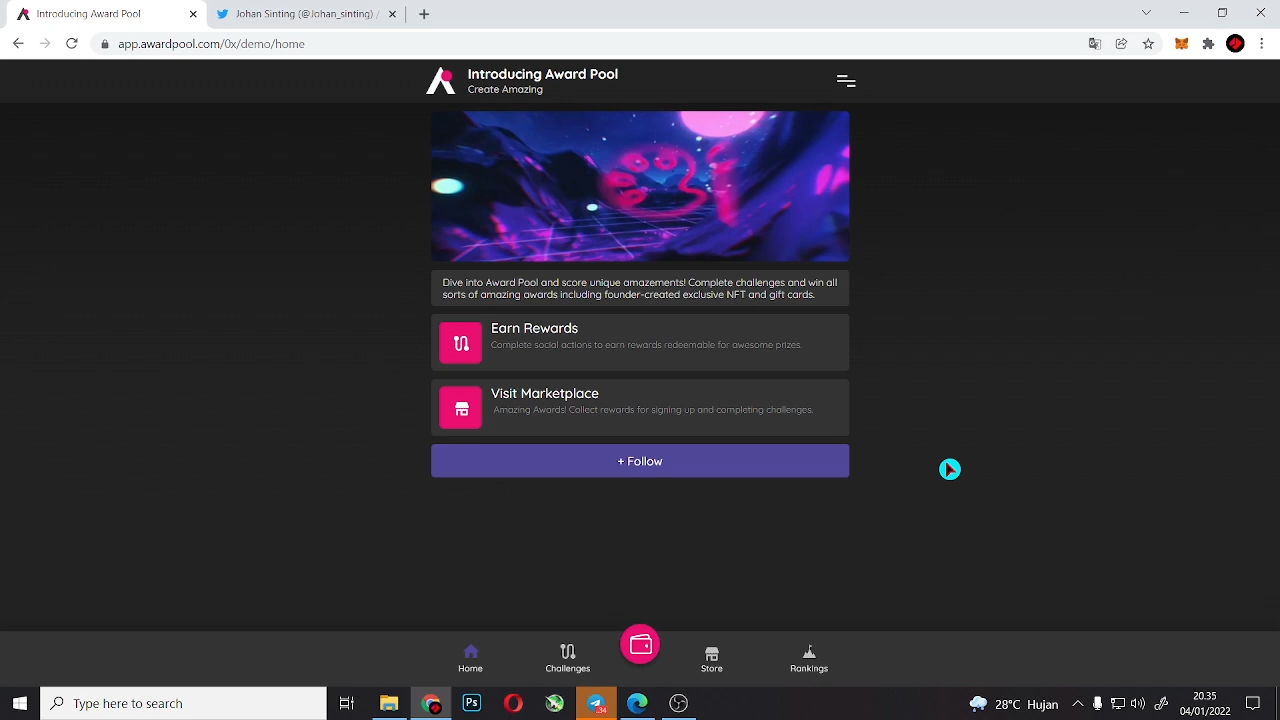 Introducing Award Pool
Johan Sinting (@Johan_sinting) /
app.awardpool.com/0x/demo/home
Introducing Award Pool
Create Amazing
Dive into Award Pool and score unique amazements! Complete challenges and win all
sorts of amazing awards including founder-created exclusive NFT and gift cards.
Earn Rewards
Complete social actions to earn rewards redeemable for awesome prizes.
Visit Marketplace
Amazing Awards! Collect rewards for signing up and completing challenges.
+ Follow
Home
Challenges
Store
Rankings
Type here to search
Ps
34
28°C Hujan
20.35
04/01/2022